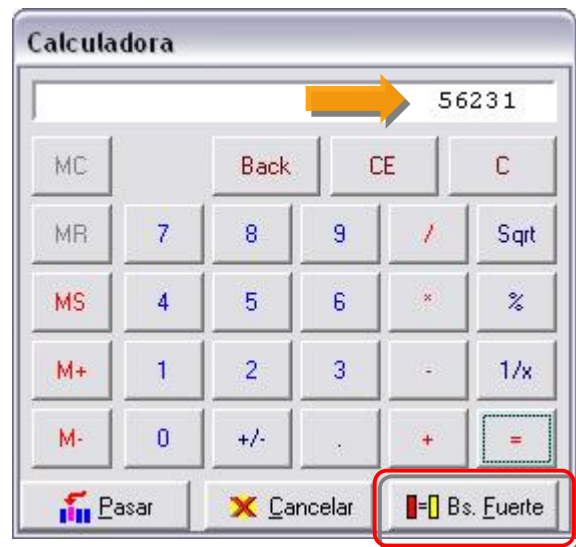 Calculadora
56231
MC Back CE C
MR 7 8 9 / Sqrt
MS 4 5 6 * %
M+ 1 2 3 - 1/x
M- 0 +/- . + =
Pasar Cancelar Bs. Fuerte